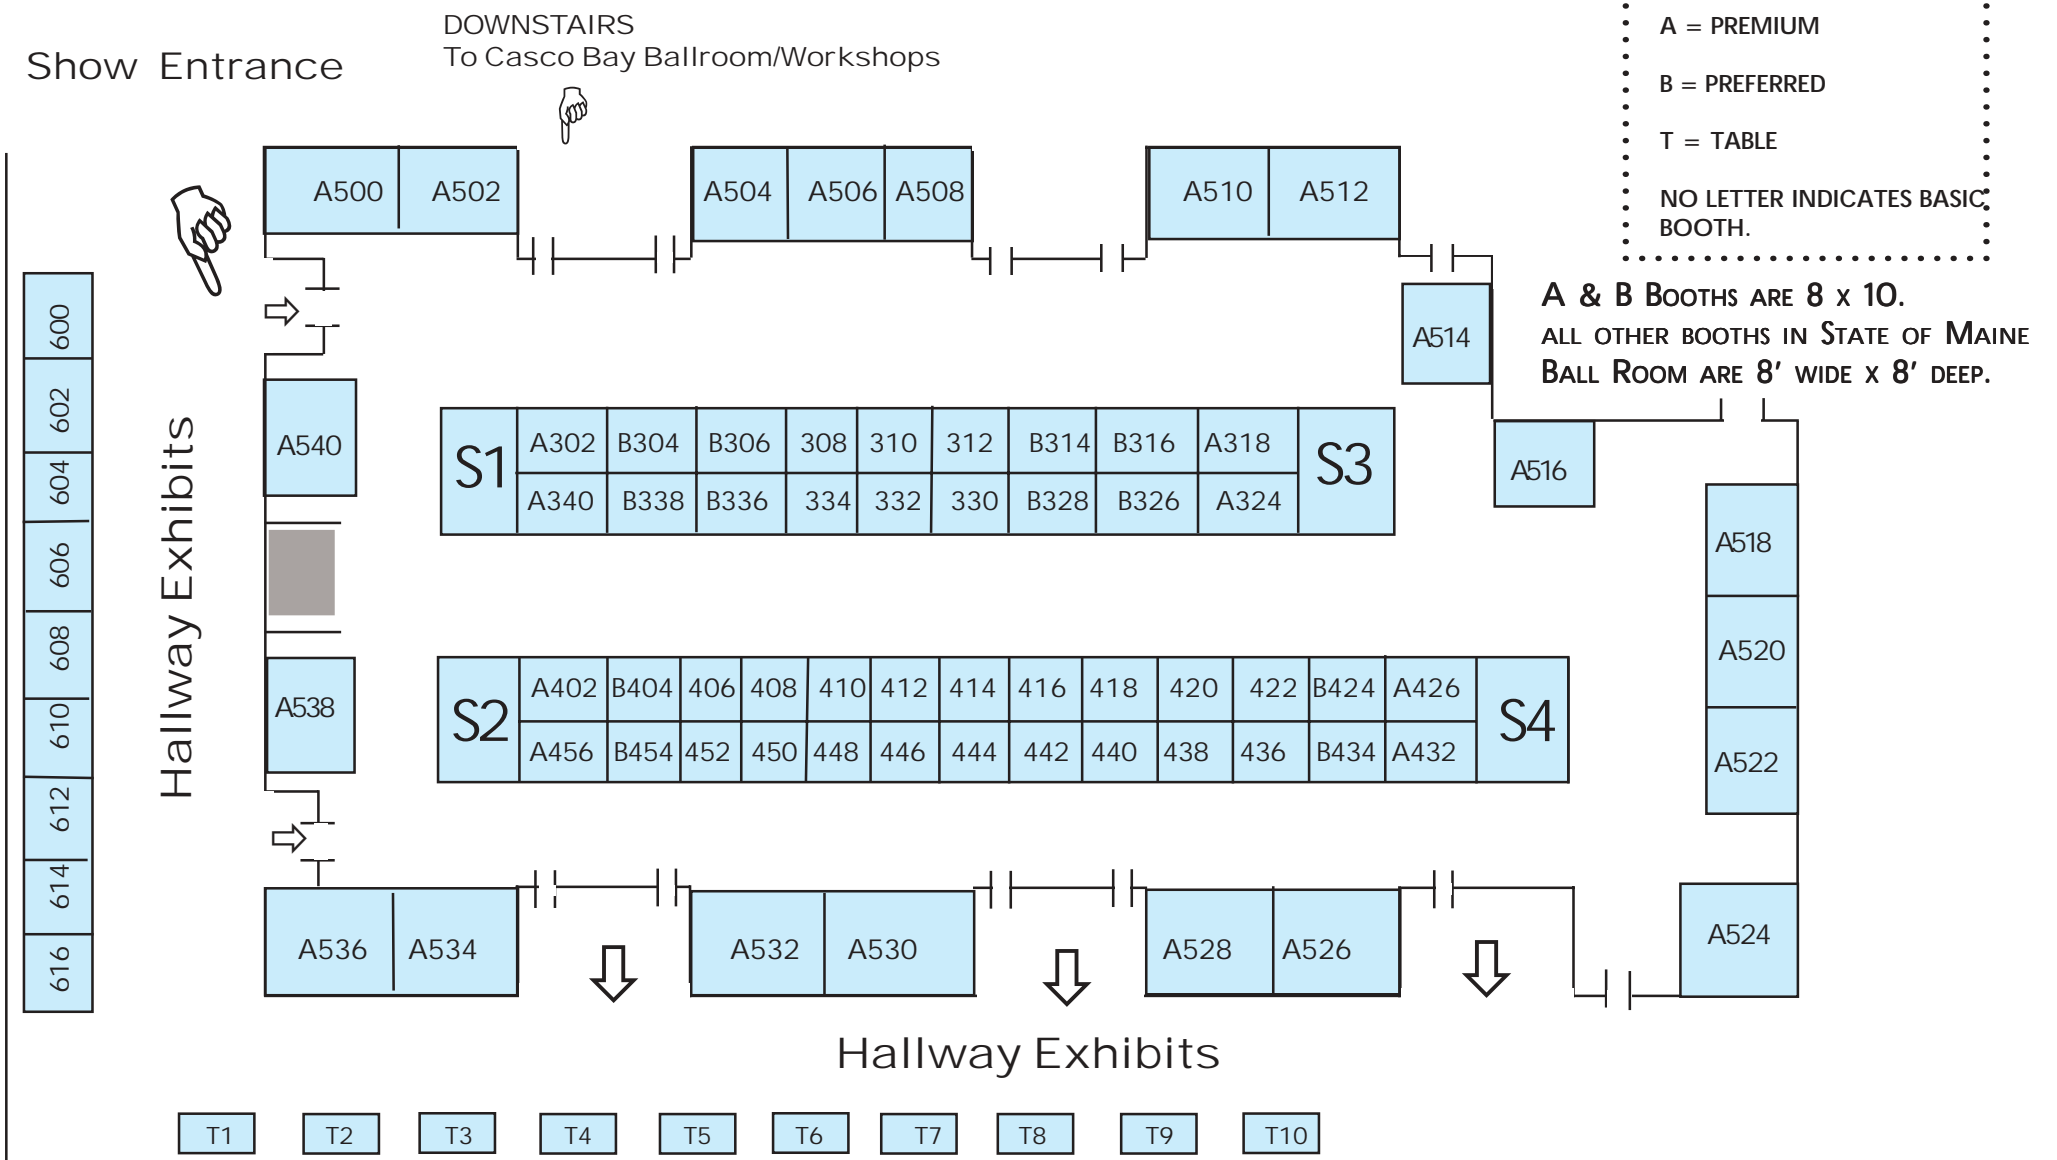 DOWNSTAIRS
To Casco Bay Ballroom/Workshops
Show Entrance
A = PREMIUM
B = PREFERRED
T = TABLE
NO LETTER INDICATES BASIC
BOOTH.
A & B BOOTHS ARE 8 X 10.
ALL OTHER BOOTHS IN STATE OF MAINE
BALL ROOM ARE 8' WIDE X 8' DEEP.
A500 A502 A504 A506 A508 A510 A512
A514
A516
A518
A520
A522
A524
600
602
604
606
608
610
612
614
616
Hallway Exhibits
A540
A538
S1 A302 B304 B306 308 310 312 B314 B316 A318 S3
A340 B338 B336 334 332 330 B328 B326 A324
S2 A402 B404 406 408 410 412 414 416 418 420 422 B424 A426 S4
A456 B454 452 450 448 446 444 442 440 438 436 B434 A432
A536 A534 A532 A530 A528 A526
Hallway Exhibits
T1 T2 T3 T4 T5 T6 T7 T8 T9 T10